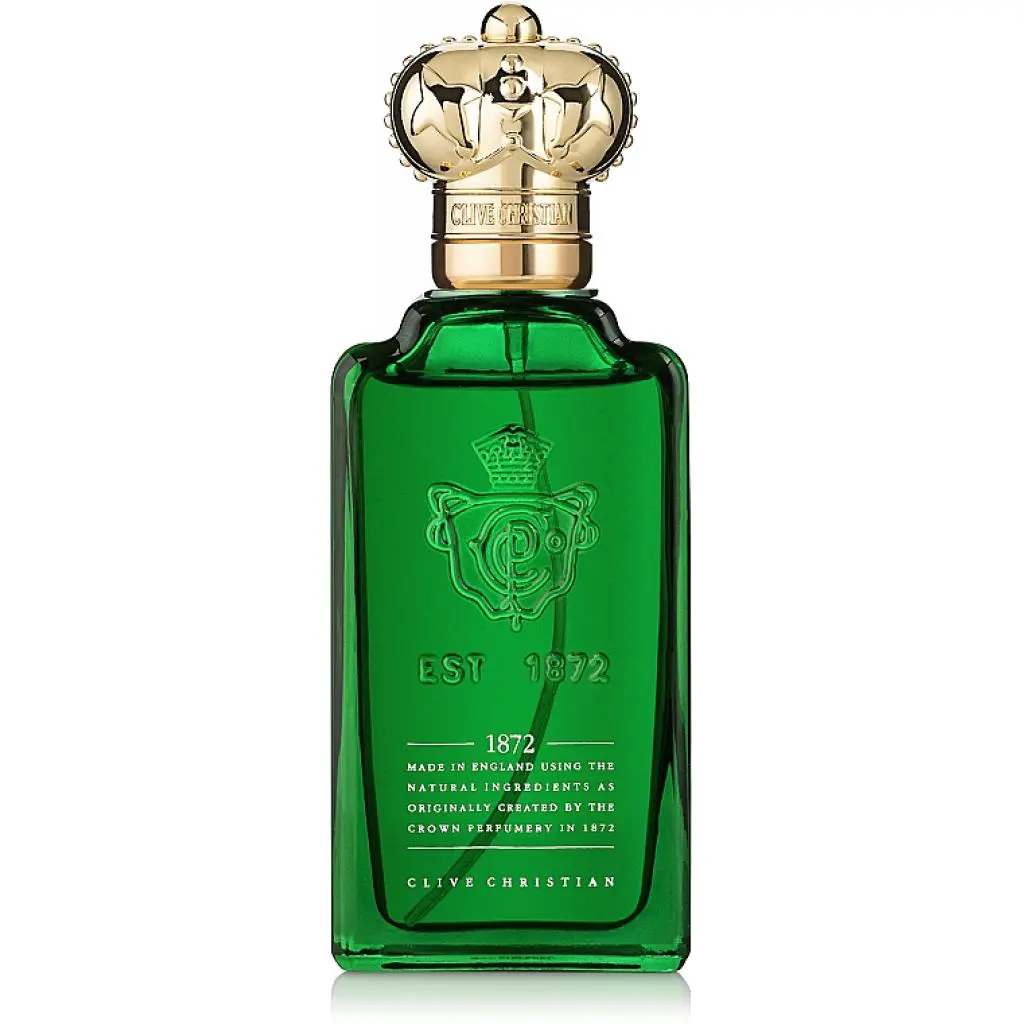 CLIVE CHRISTIAN
EST 1872
1872
MADE IN ENGLAND USING THE
NATURAL INGREDIENTS AS
ORIGINALLY CREATED BY THE
CROWN PERFUMERY IN 1872
CLIVE CHRISTIAN